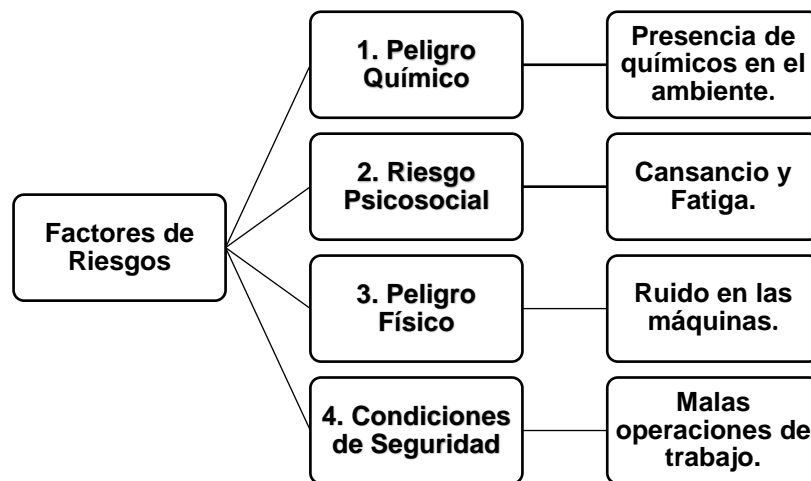 Factores de
Riesgos
1. Peligro
Químico
Presencia de
químicos en el
ambiente.
2. Riesgo
Psicosocial
Cansancio y
Fatiga.
3. Peligro
Físico
Ruido en las
máquinas.
4. Condiciones
de Seguridad
Malas
operaciones de
trabajo.